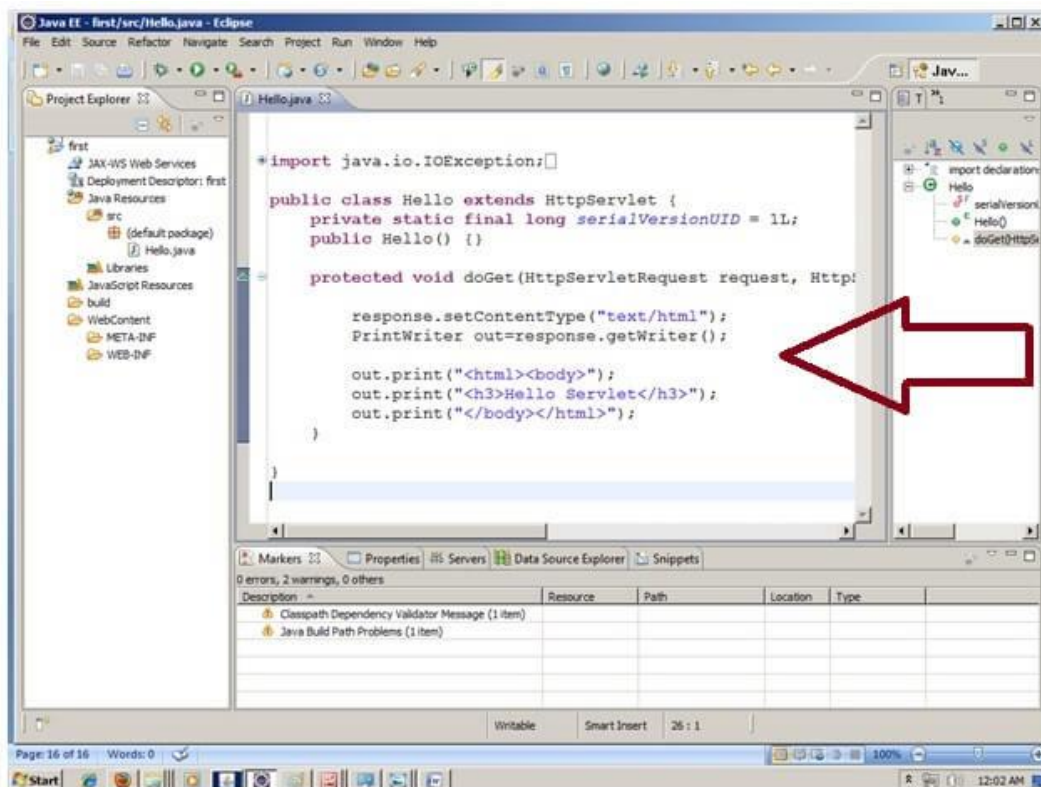 Java EE - first/src/Hello.java - Eclipse
File Edit Source Refactor Navigate Search Project Run Window Help
Jav...
Project Explorer
first
JAX-WS Web Services
Deployment Descriptor: first
Java Resources
src
(default package)
Hello.java
Libraries
JavaScript Resources
build
WebContent
META-INF
WEB-INF
Hello.java
import java.io.IOException;
public class Hello extends HttpServlet {
private static final long serialVersionUID = 1L;
public Hello() {}
protected void doGet(HttpServletRequest request, HttpS
response.setContentType("text/html");
PrintWriter out=response.getWriter();
out.print("<html><body>");
out.print("<h3>Hello Servlet</h3>");
out.print("</body></html>");
}
}
import declaration
Hello
serialVersion
Hello()
doGet(HttpSe
Markers Properties Servers Data Source Explorer Snippets
0 errors, 2 warnings, 0 others
Description Resource Path Location Type
Classpath Dependency Validator Message (1 item)
Java Build Path Problems (1 item)
Writable Smart Insert 26 : 1
Page: 16 of 16 Words: 0 100%
Start 12:02 AM